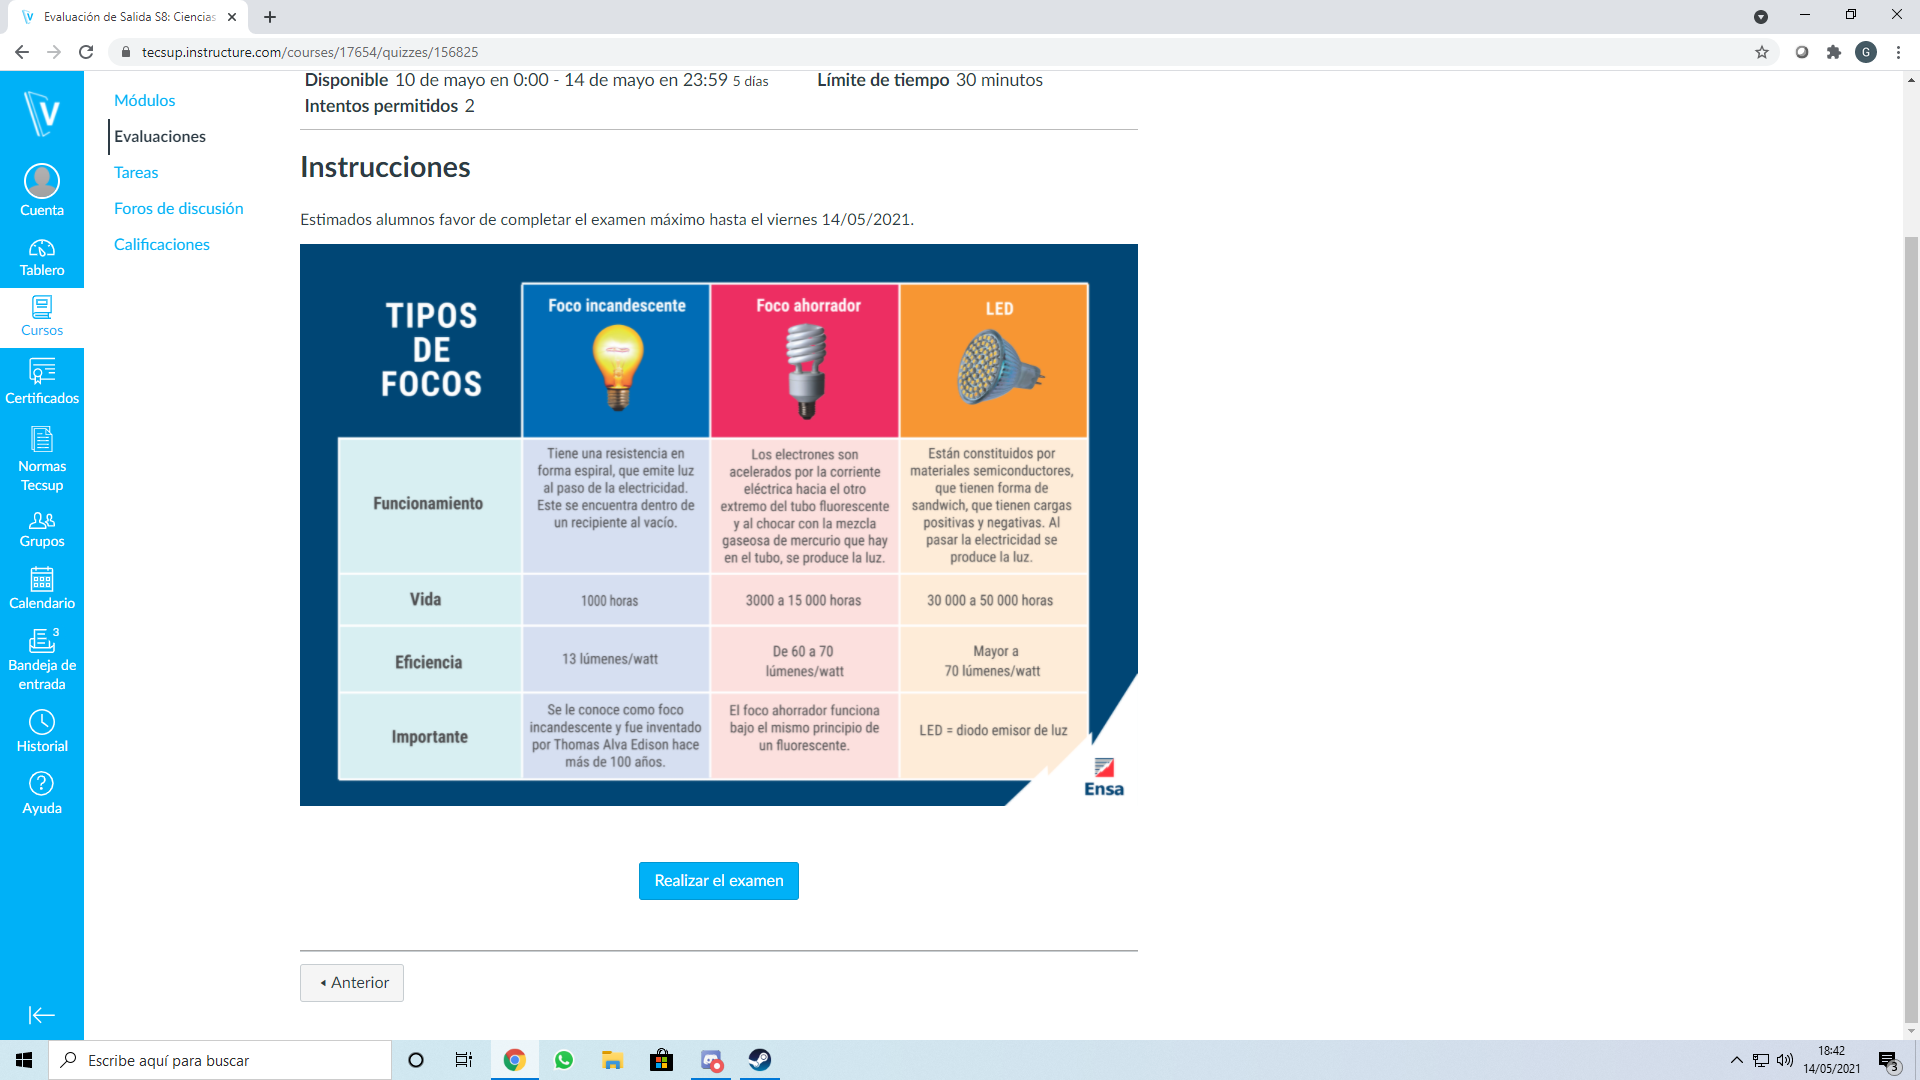 Evaluación de Salida S8: Ciencias
tecsup.instructure.com/courses/17654/quizzes/156825
G
V
Cuenta
Tablero
Cursos
Certificados
Normas
Tecsup
Grupos
Calendario
3
Bandeja de
entrada
Historial
Ayuda
Módulos
Evaluaciones
Tareas
Foros de discusión
Calificaciones
Disponible 10 de mayo en 0:00 - 14 de mayo en 23:59 5 días
Límite de tiempo 30 minutos
Intentos permitidos 2
Instrucciones
Estimados alumnos favor de completar el examen máximo hasta el viernes 14/05/2021.
TIPOS
DE
FOCOS
Foco incandescente
Foco ahorrador
LED
Funcionamiento
Tiene una resistencia en
forma espiral, que emite luz
al paso de la electricidad.
Este se encuentra dentro de
un recipiente al vacío.
Los electrones son
acelerados por la corriente
eléctrica hacia el otro
extremo del tubo fluorescente
y al chocar con la mezcla
gaseosa de mercurio que hay
en el tubo, se produce la luz.
Están constituidos por
materiales semiconductores,
que tienen forma de
sandwich, que tienen cargas
positivas y negativas. Al
pasar la electricidad se
produce la luz.
Vida
1000 horas
3000 a 15 000 horas
30 000 a 50 000 horas
Eficiencia
13 lúmenes/watt
De 60 a 70
lúmenes/watt
Mayor a
70 lúmenes/watt
Importante
Se le conoce como foco
incandescente y fue inventado
por Thomas Alva Edison hace
más de 100 años.
El foco ahorrador funciona
bajo el mismo principio de
un fluorescente.
LED = diodo emisor de luz
Ensa
Realizar el examen
Anterior
Escribe aquí para buscar
18:42
14/05/2021
3